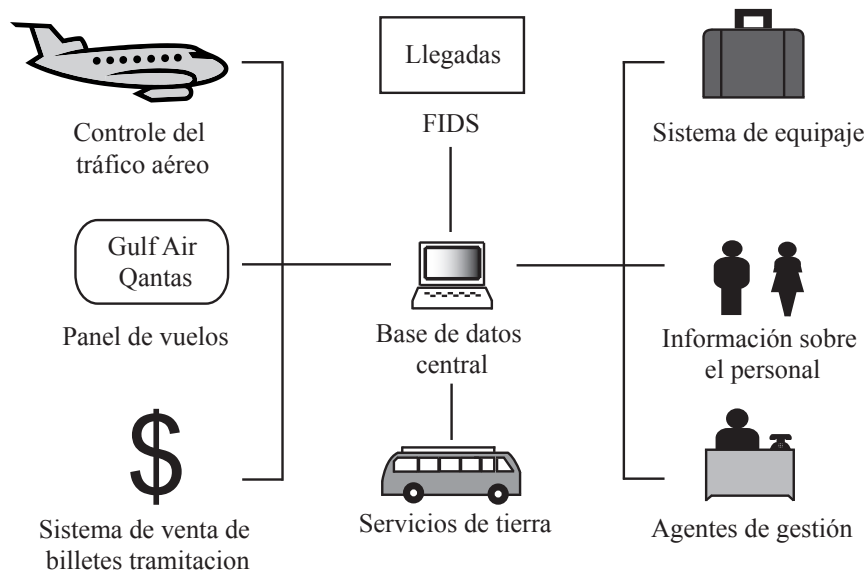 Llegadas
FIDS
Controle del
tráfico aéreo
Sistema de equipaje
Gulf Air
Qantas
Panel de vuelos
Base de datos
central
Información sobre
el personal
$
Sistema de venta de
billetes tramitacion
Servicios de tierra
Agentes de gestión